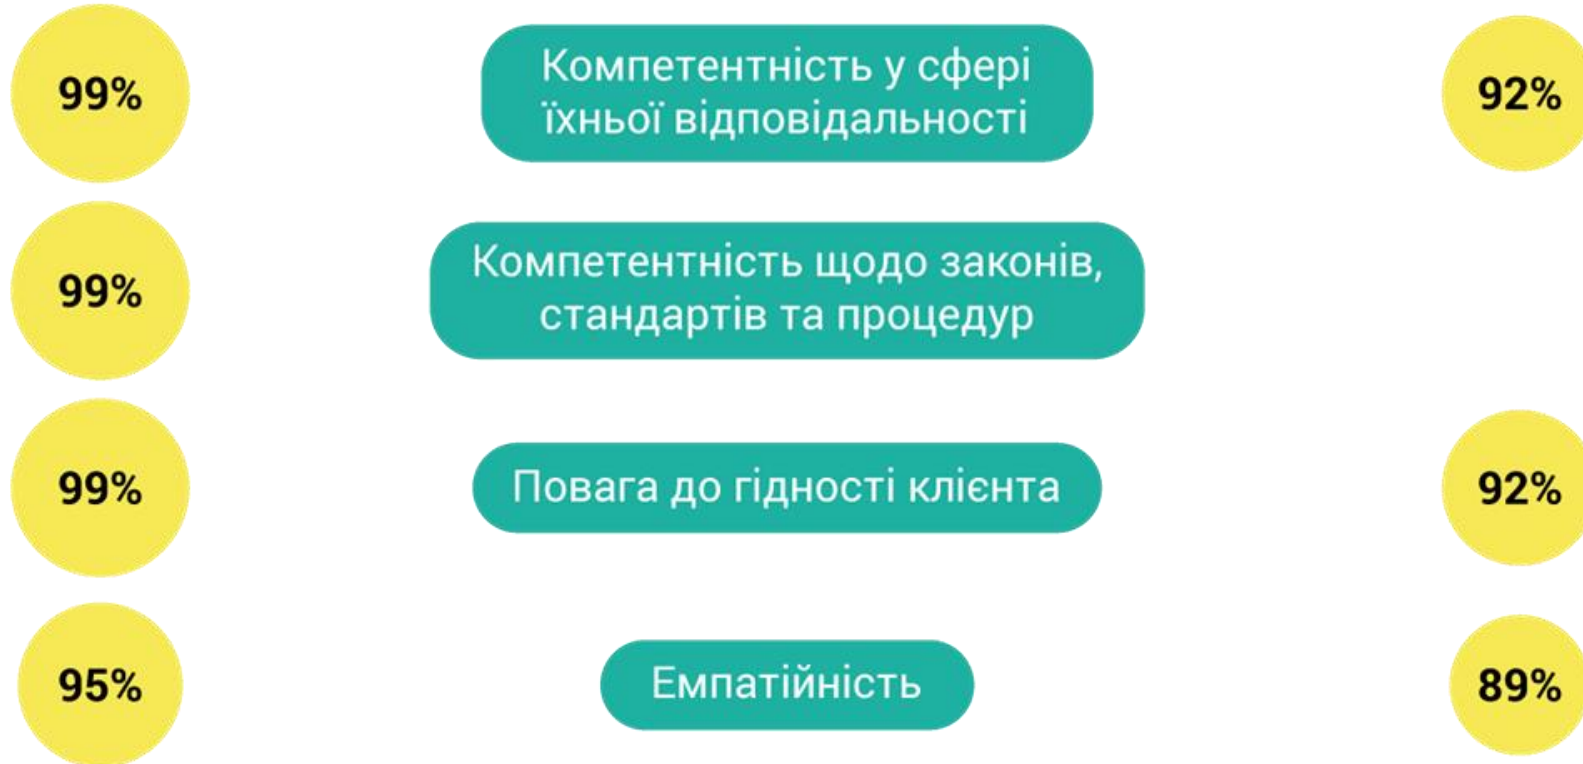 99%
Компетентність у сфері
їхньої відповідальності
92%
99%
Компетентність щодо законів,
стандартів та процедур
99%
Повага до гідності клієнта
92%
95%
Емпатійність
89%